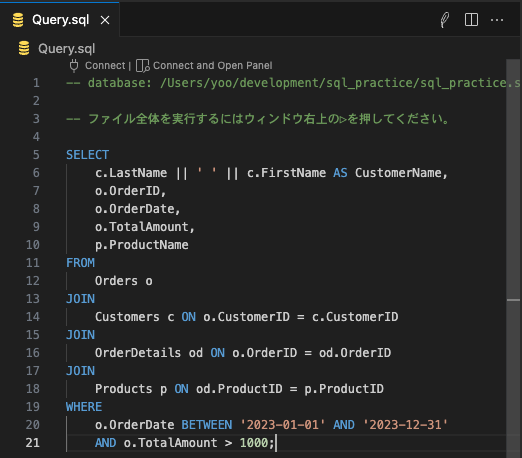 Query.sql
Query.sql
Connect | Connect and Open Panel
1 -- database: /Users/yoo/development/sql_practice/sql_practice.s
2
3 -- ファイル全体を実行するにはウィンドウ右上の▷を押してください。
4
5 SELECT
6 c.LastName || ' ' || c.FirstName AS CustomerName,
7 o.OrderID,
8 o.OrderDate,
9 o.TotalAmount,
10 p.ProductName
11 FROM
12 Orders o
13 JOIN
14 Customers c ON o.CustomerID = c.CustomerID
15 JOIN
16 OrderDetails od ON o.OrderID = od.OrderID
17 JOIN
18 Products p ON od.ProductID = p.ProductID
19 WHERE
20 o.OrderDate BETWEEN '2023-01-01' AND '2023-12-31'
21 AND o.TotalAmount > 1000;